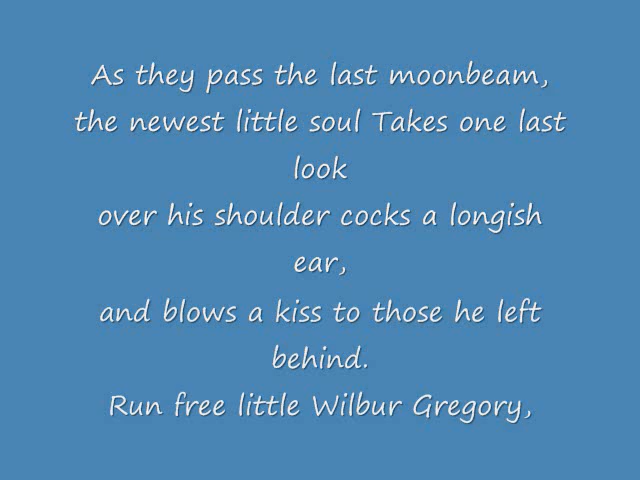 As they pass the last moonbeam,
the newest little soul Takes one last
look
over his shoulder cocks a longish
ear,
and blows a kiss to those he left
behind.
Run free little Wilbur Gregory,